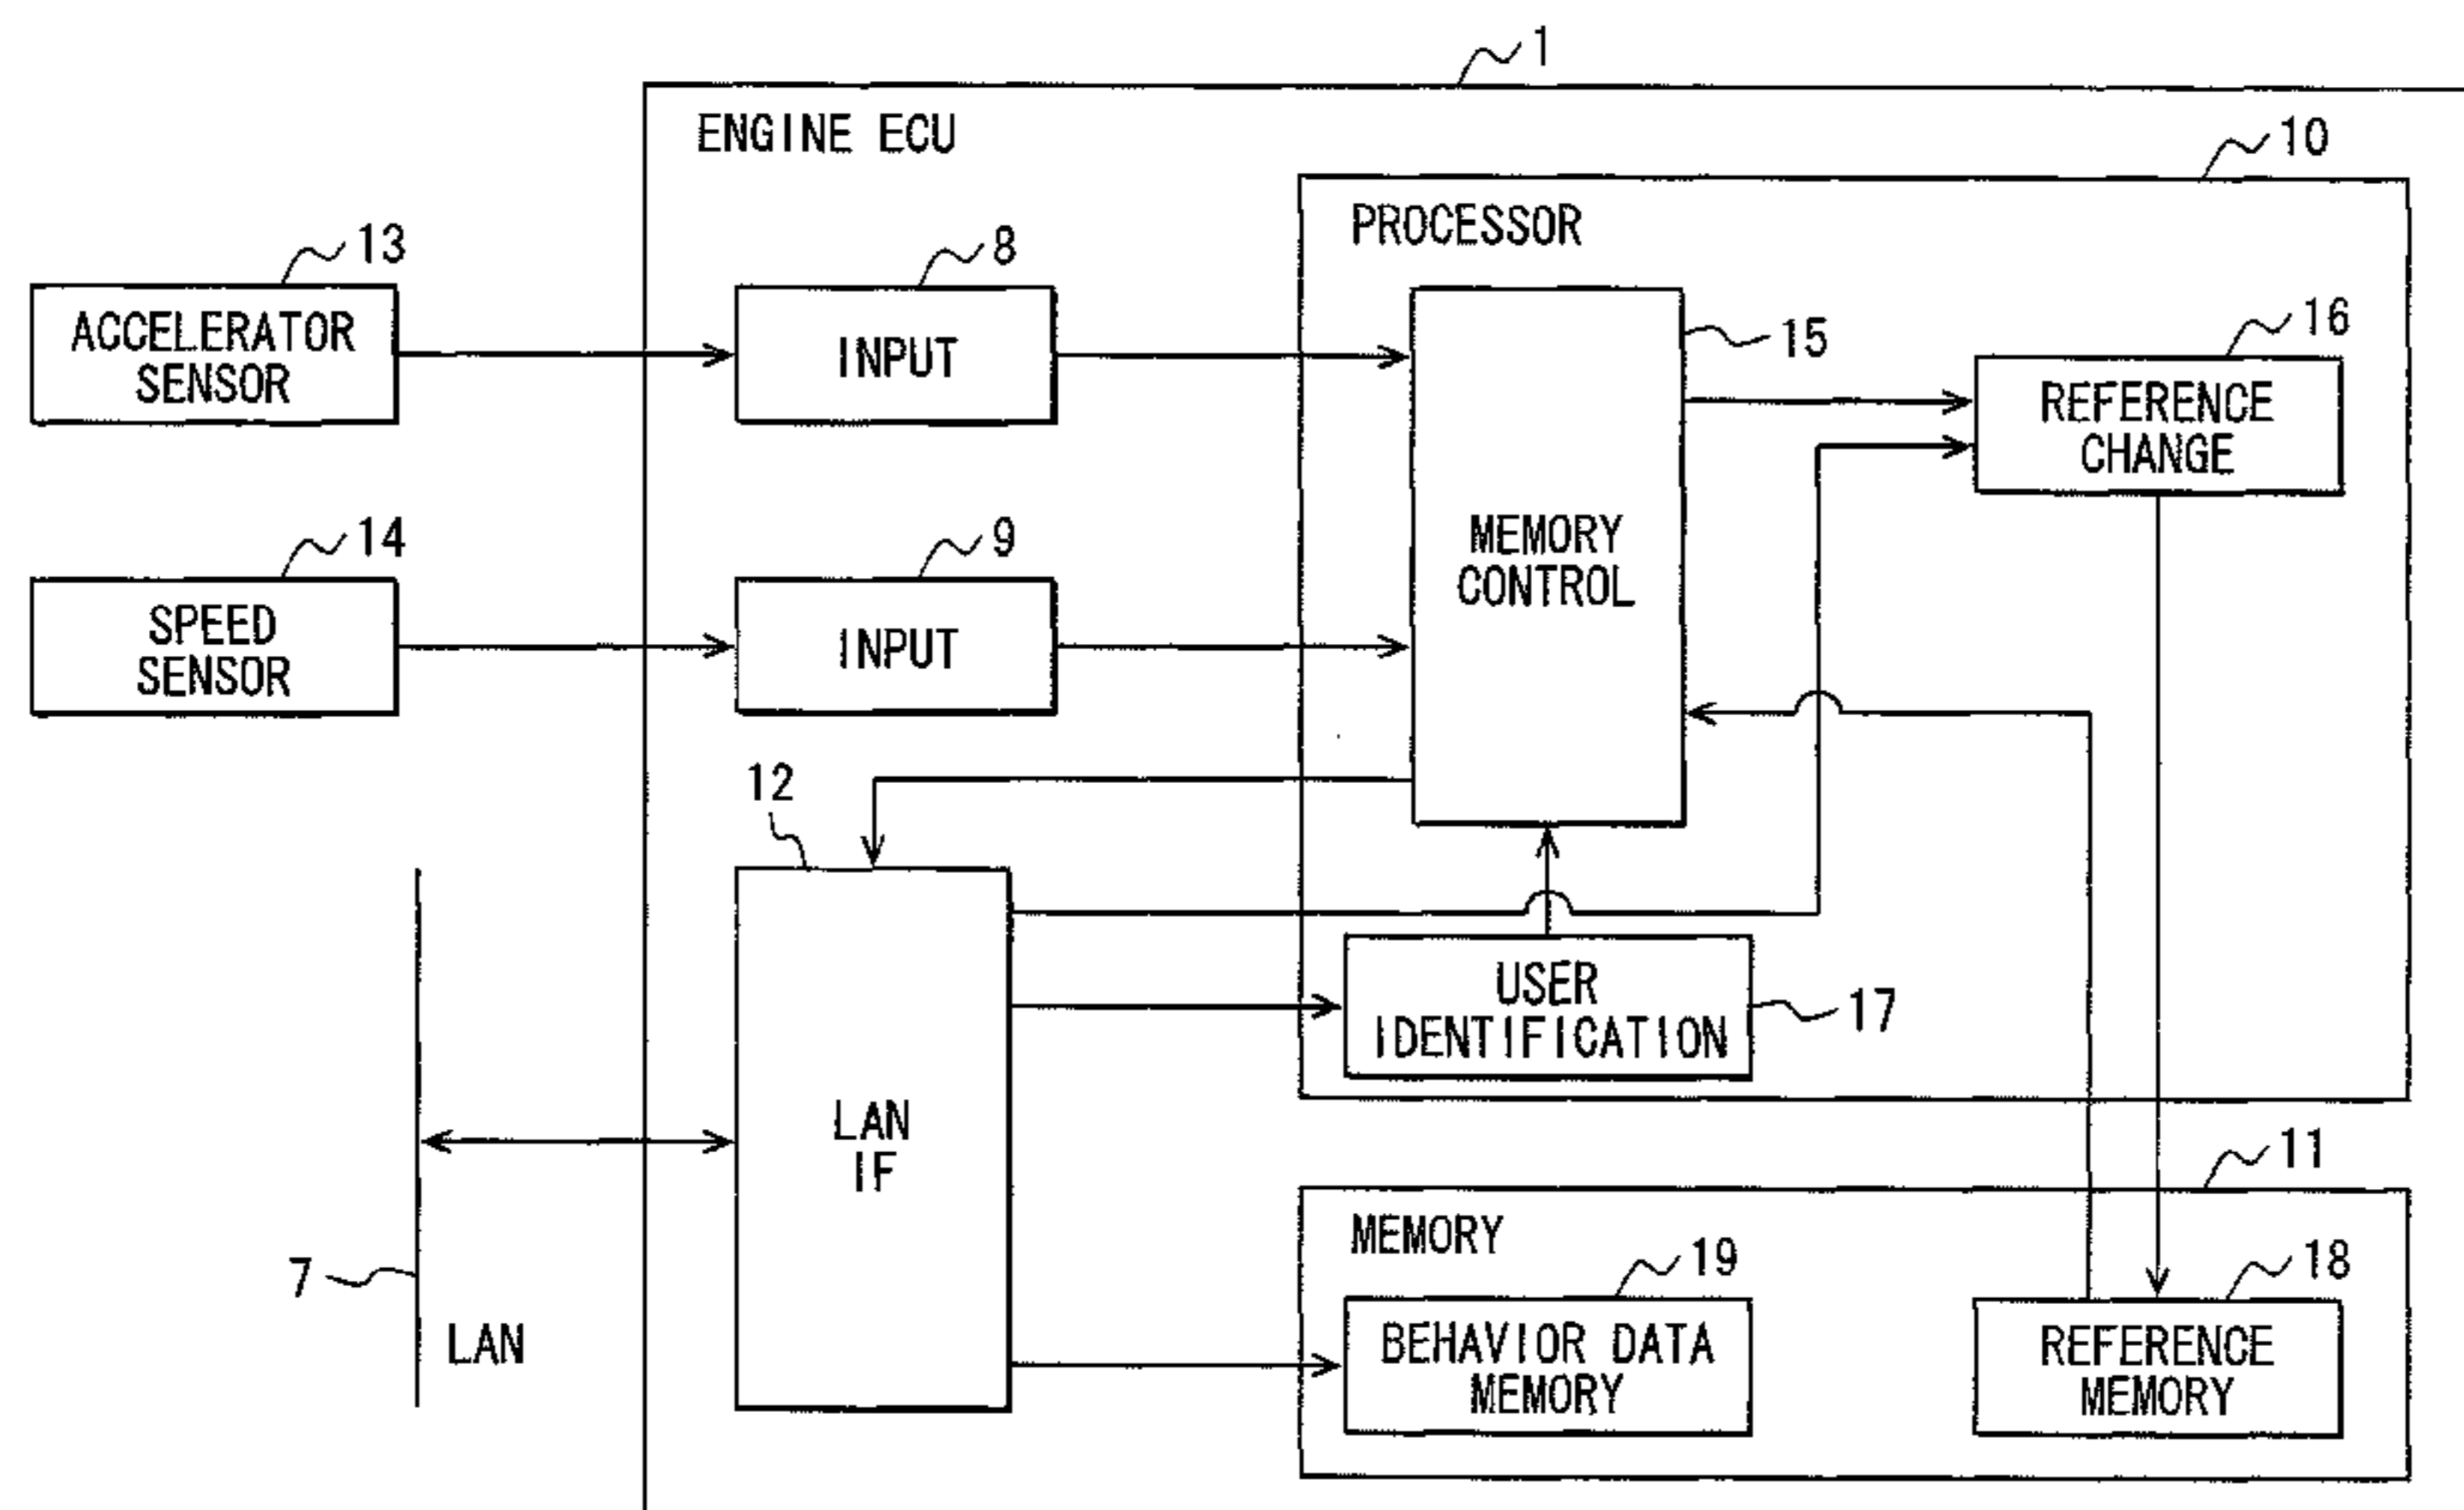 1
ENGINE ECU
10
PROCESSOR
13
ACCELERATOR
SENSOR
8
INPUT
15
MEMORY
CONTROL
16
REFERENCE
CHANGE
14
SPEED
SENSOR
9
INPUT
12
LAN
IF
USER
IDENTIFICATION
17
7
LAN
11
MEMORY
19
BEHAVIOR DATA
MEMORY
18
REFERENCE
MEMORY